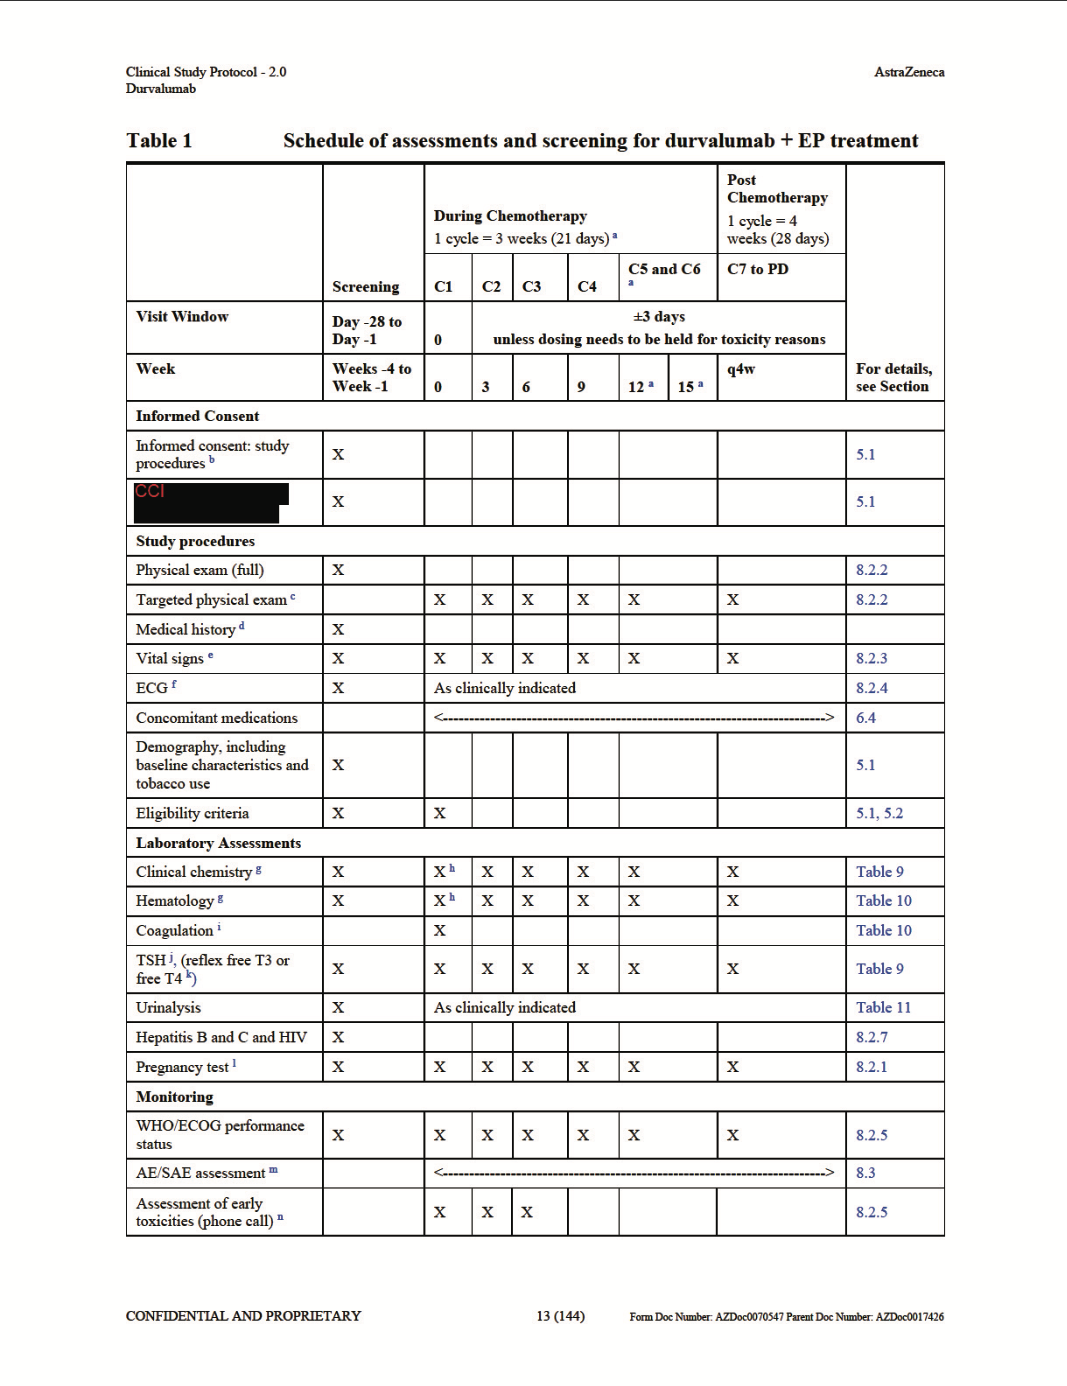 Clinical Study Protocol - 2.0 AstraZeneca
Durvalumab
Table 1 Schedule of assessments and screening for durvalumab + EP treatment
Post
Chemotherapy
During Chemotherapy 1 cycle = 4
1 cycle = 3 weeks (21 days) a weeks (28 days)
C5 and C6 C7 to PD
Screening C1 C2 C3 C4 a
Visit Window Day -28 to ±3 days
Day -1 0 unless dosing needs to be held for toxicity reasons
Week Weeks -4 to q4w For details,
Week -1 0 3 6 9 12 a 15 a see Section
Informed Consent
Informed consent: study
procedures b X 5.1
CCI
X 5.1
Study procedures
Physical exam (full) X 8.2.2
Targeted physical exam c X X X X X X 8.2.2
Medical history d X
Vital signs e X X X X X X X 8.2.3
ECG f X As clinically indicated 8.2.4
Concomitant medications <-----------------------------------------------------------------------> 6.4
Demography, including
baseline characteristics and X 5.1
tobacco use
Eligibility criteria X X 5.1, 5.2
Laboratory Assessments
Clinical chemistry g X X h X X X X X Table 9
Hematology g X X h X X X X X Table 10
Coagulation i X Table 10
TSH j, (reflex free T3 or
free T4 k) X X X X X X X Table 9
Urinalysis X As clinically indicated Table 11
Hepatitis B and C and HIV X 8.2.7
Pregnancy test l X X X X X X X 8.2.1
Monitoring
WHO/ECOG performance
status X X X X X X X 8.2.5
AE/SAE assessment m <-----------------------------------------------------------------------> 8.3
Assessment of early
toxicities (phone call) n X X X 8.2.5
CONFIDENTIAL AND PROPRIETARY 13 (144) Form Doc Number: AZDoc0070547 Parent Doc Number: AZDoc0017426